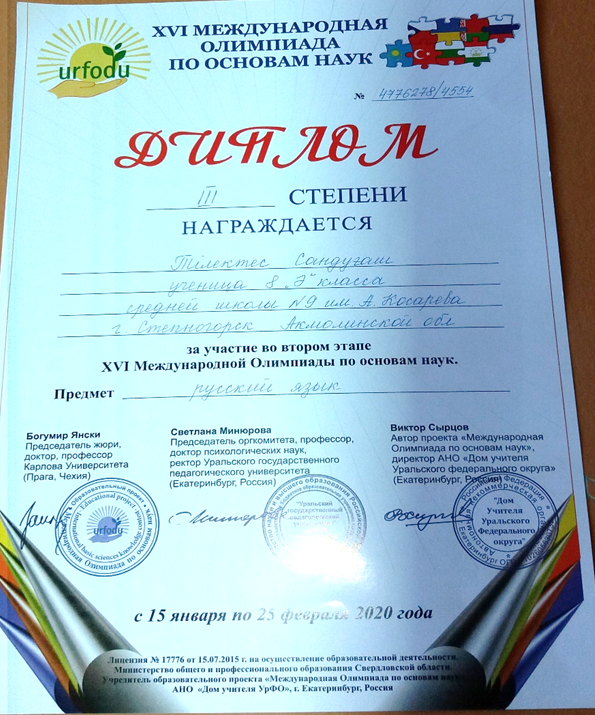 XVI МЕЖДУНАРОДНАЯ
ОЛИМПИАДА
ПО ОСНОВАМ НАУК
urfodu
№ 4776278/4554
ДИПЛОМ
III СТЕПЕНИ
НАГРАЖДАЕТСЯ
Тілектес Сандуғаш
ученица 8 "Э" класса
средней школы №9 им. А. Косарева
г. Степногорск Акмолинской обл
за участие во втором этапе
XVI Международной Олимпиады по основам наук.
Предмет русский язык
Богумир Янски
Председатель жюри,
доктор, профессор
Карлова Университета
(Прага, Чехия)
Светлана Минюрова
Председатель оргкомитета, профессор,
доктор психологических наук,
ректор Уральского государственного
педагогического университета
(Екатеринбург, Россия)
Виктор Сырцов
Автор проекта «Международная
Олимпиада по основам наук»,
директор АНО «Дом учителя
Уральского федерального округа»
(Екатеринбург, Россия)
urfodu
"Уральский
государственный
"Дом
Учителя
Уральского
Федерального
округа"
с 15 января по 25 февраля 2020 года
Лицензия № 17776 от 15.07.2015 г. на осуществление образовательной деятельности.
Министерство общего и профессионального образования Свердловской области.
Учредитель образовательного проекта «Международная Олимпиада по основам наук»
АНО «Дом учителя УрФО», г. Екатеринбург, Россия